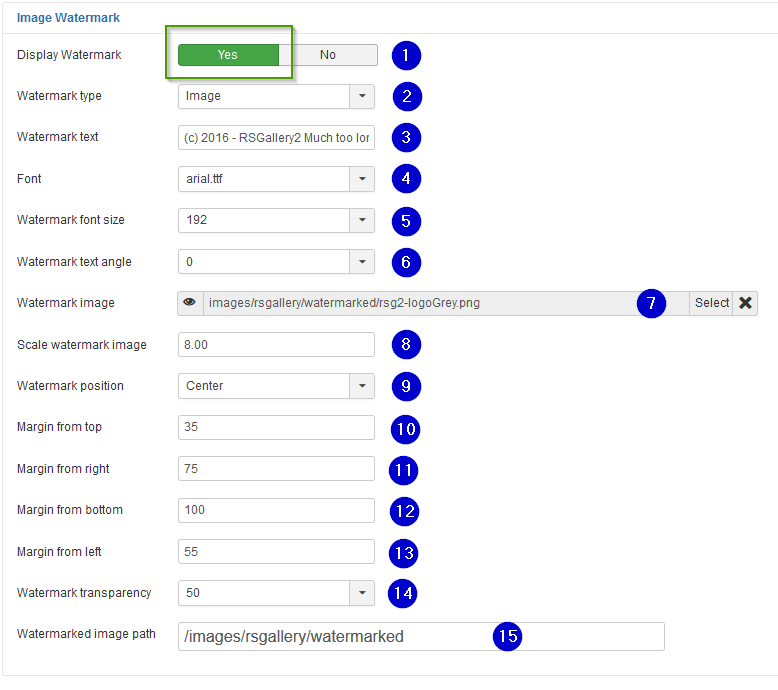 Image Watermark
Display Watermark Yes No 1
Watermark type Image 2
Watermark text (c) 2016 - RSGallery2 Much too lor 3
Font arial.ttf 4
Watermark font size 192 5
Watermark text angle 0 6
Watermark image images/rsgallery/watermarked/rsg2-logoGrey.png 7 Select
Scale watermark image 8.00 8
Watermark position Center 9
Margin from top 35 10
Margin from right 75 11
Margin from bottom 100 12
Margin from left 55 13
Watermark transparency 50 14
Watermarked image path /images/rsgallery/watermarked 15